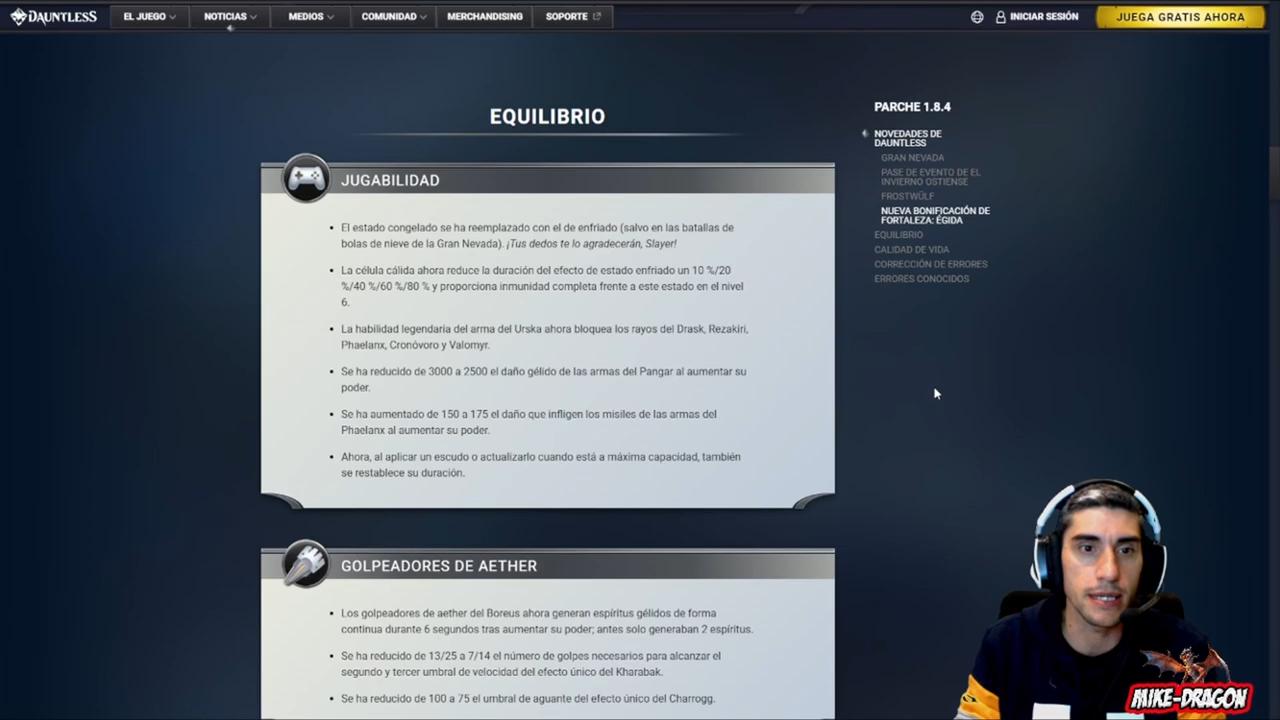 DAUNTLESS
EL JUEGO
NOTICIAS
MEDIOS
COMUNIDAD
MERCHANDISING
SOPORTE
INICIAR SESIÓN
JUEGA GRATIS AHORA
EQUILIBRIO
JUGABILIDAD
• El estado congelado se ha reemplazado con el de enfriado (salvo en las batallas de
bolas de nieve de la Gran Nevada). ¡Tus dedos te lo agradecerán, Slayer!
• La célula cálida ahora reduce la duración del efecto de estado enfriado un 10 %/20
%/40 %/60 %/80 % y proporciona inmunidad completa frente a este estado en el nivel
6.
• La habilidad legendaria del arma del Urska ahora bloquea los rayos del Drask, Rezakiri,
Phaelanx, Cronóvoro y Valomyr.
• Se ha reducido de 3000 a 2500 el daño gélido de las armas del Pangar al aumentar su
poder.
• Se ha aumentado de 150 a 175 el daño que infligen los misiles de las armas del
Phaelanx al aumentar su poder.
• Ahora, al aplicar un escudo o actualizarlo cuando está a máxima capacidad, también
se restablece su duración.
GOLPEADORES DE AETHER
• Los golpeadores de aether del Boreus ahora generan espíritus gélidos de forma
continua durante 6 segundos tras aumentar su poder; antes solo generaban 2 espíritus.
• Se ha reducido de 13/25 a 7/14 el número de golpes necesarios para alcanzar el
segundo y tercer umbral de velocidad del efecto único del Kharabak.
• Se ha reducido de 100 a 75 el umbral de aguante del efecto único del Charrogg.
PARCHE 1.8.4
NOVEDADES DE
DAUNTLESS
GRAN NEVADA
PASE DE EVENTO DE EL
INVIERNO OSTIENSE
FROSTWÜLF
NUEVA BONIFICACIÓN DE
FORTALEZA: ÉGIDA
EQUILIBRIO
CALIDAD DE VIDA
CORRECCIÓN DE ERRORES
ERRORES CONOCIDOS
MIKE-DRAGON